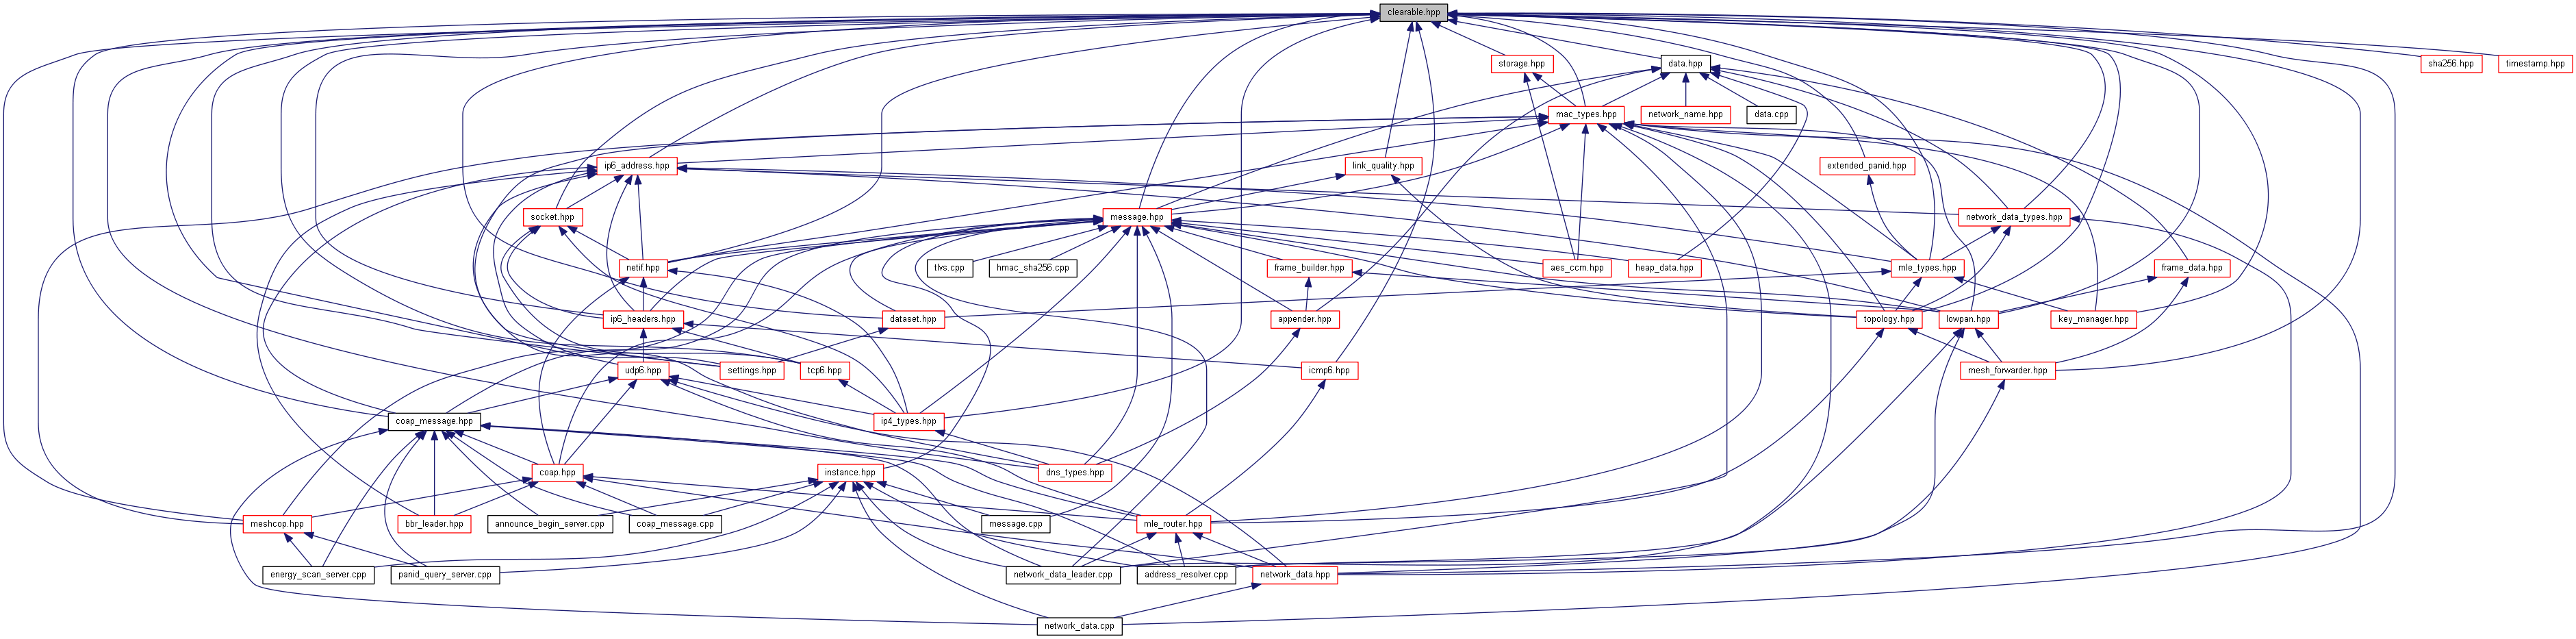 clearable.hpp
storage.hpp
data.hpp
sha256.hpp
timestamp.hpp
mac_types.hpp
network_name.hpp
data.cpp
ip6_address.hpp
link_quality.hpp
extended_panid.hpp
socket.hpp
message.hpp
network_data_types.hpp
netif.hpp
tlvs.cpp
hmac_sha256.cpp
frame_builder.hpp
aes_ccm.hpp
heap_data.hpp
mle_types.hpp
frame_data.hpp
ip6_headers.hpp
dataset.hpp
appender.hpp
topology.hpp
lowpan.hpp
key_manager.hpp
udp6.hpp
settings.hpp
tcp6.hpp
icmp6.hpp
mesh_forwarder.hpp
coap_message.hpp
ip4_types.hpp
coap.hpp
instance.hpp
dns_types.hpp
meshcop.hpp
bbr_leader.hpp
announce_begin_server.cpp
coap_message.cpp
message.cpp
mle_router.hpp
energy_scan_server.cpp
panid_query_server.cpp
network_data_leader.cpp
address_resolver.cpp
network_data.hpp
network_data.cpp